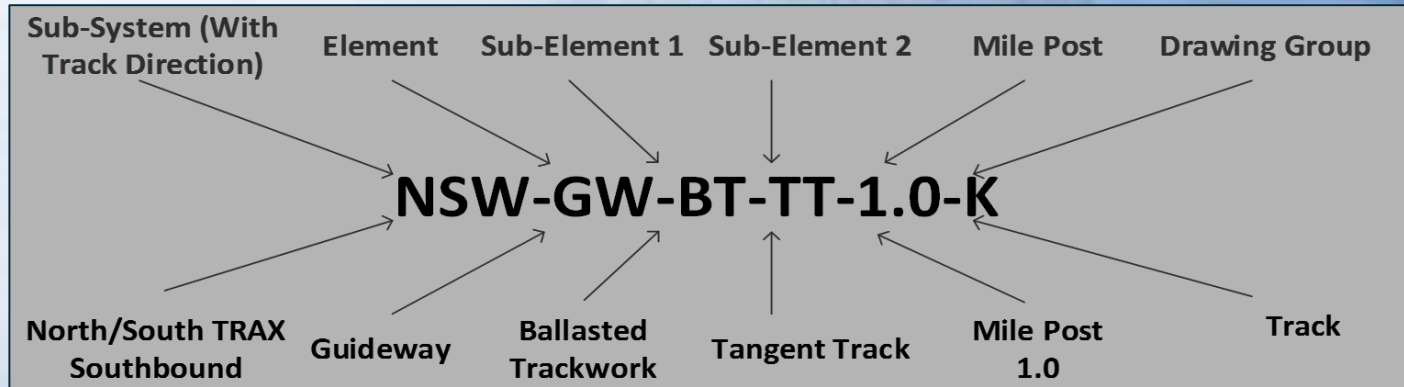 Sub-System (With
Track Direction)
Element
Sub-Element 1
Sub-Element 2
Mile Post
Drawing Group
NSW-GW-BT-TT-1.0-K
North/South TRAX
Southbound
Guideway
Ballasted
Trackwork
Tangent Track
Mile Post
1.0
Track